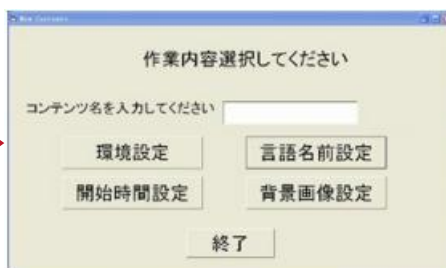 New Contents
作業内容選択してください
コンテンツ名を入力してください
環境設定 言語名前設定
開始時間設定 背景画像設定
終了